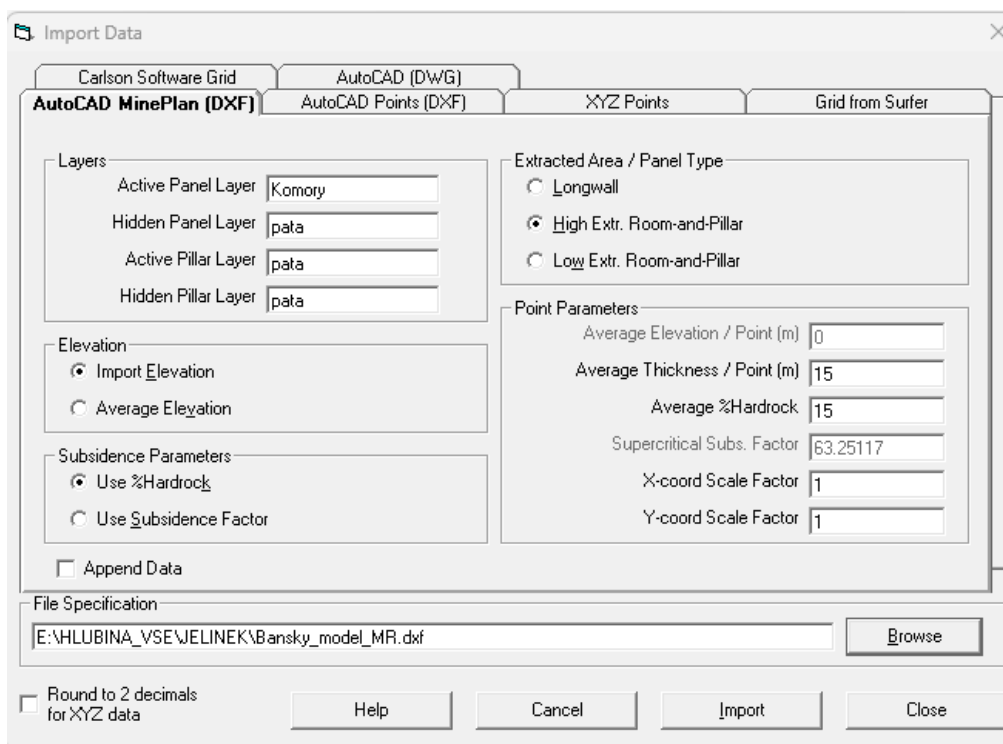 Import Data
Carlson Software Grid
AutoCAD (DWG)
AutoCAD MinePlan (DXF)
AutoCAD Points (DXF)
XYZ Points
Grid from Surfer
Layers
Active Panel Layer
Komory
Hidden Panel Layer
pata
Active Pillar Layer
pata
Hidden Pillar Layer
pata
Elevation
Import Elevation
Average Elevation
Subsidence Parameters
Use %Hardrock
Use Subsidence Factor
Append Data
Extracted Area / Panel Type
Longwall
High Extr. Room-and-Pillar
Low Extr. Room-and-Pillar
Point Parameters
Average Elevation / Point (m)
0
Average Thickness / Point (m)
15
Average %Hardrock
15
Supercritical Subs. Factor
63.25117
X-coord Scale Factor
1
Y-coord Scale Factor
1
File Specification
E:\HLUBINA_VSE\JELINEK\Bansky_model_MR.dxf
Browse
Round to 2 decimals
for XYZ data
Help
Cancel
Import
Close